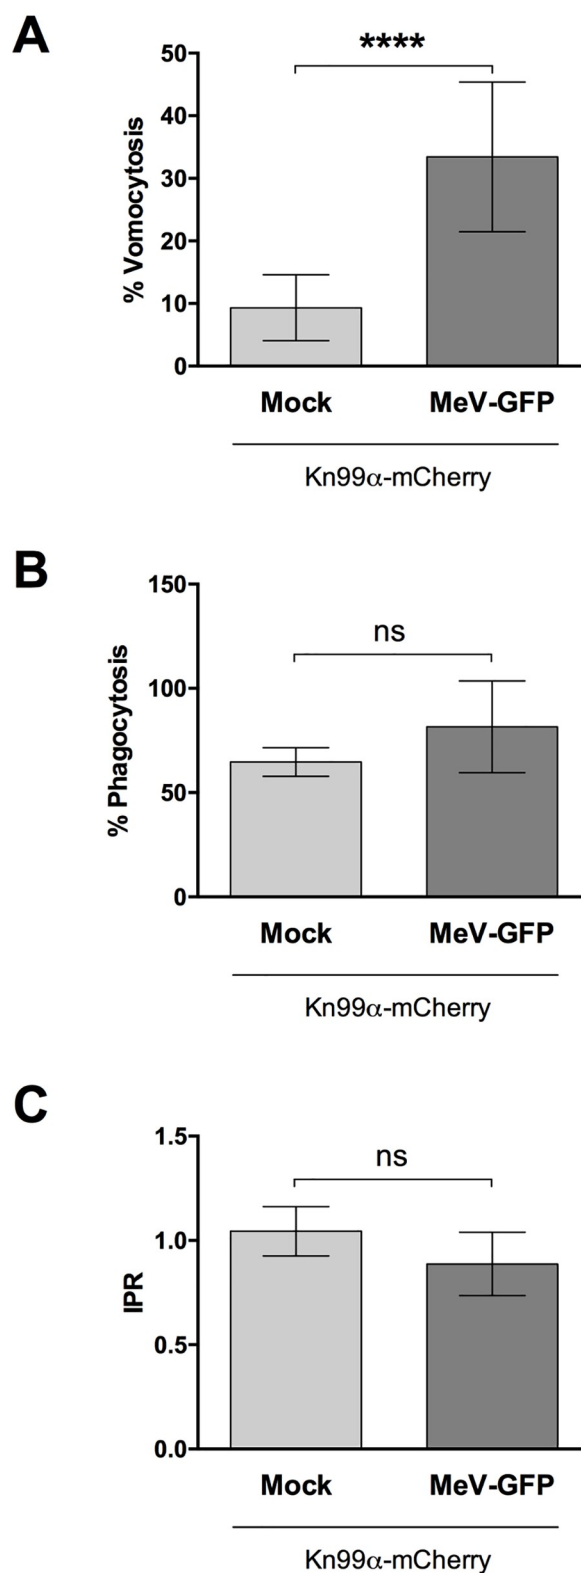 A
****
50
40
30
20
10
0
% Vomocytosis
Mock MeV-GFP
Kn99α-mCherry
B
ns
150
100
50
0
% Phagocytosis
Mock MeV-GFP
Kn99α-mCherry
C
ns
1.5
1.0
0.5
0.0
IPR
Mock MeV-GFP
Kn99α-mCherry